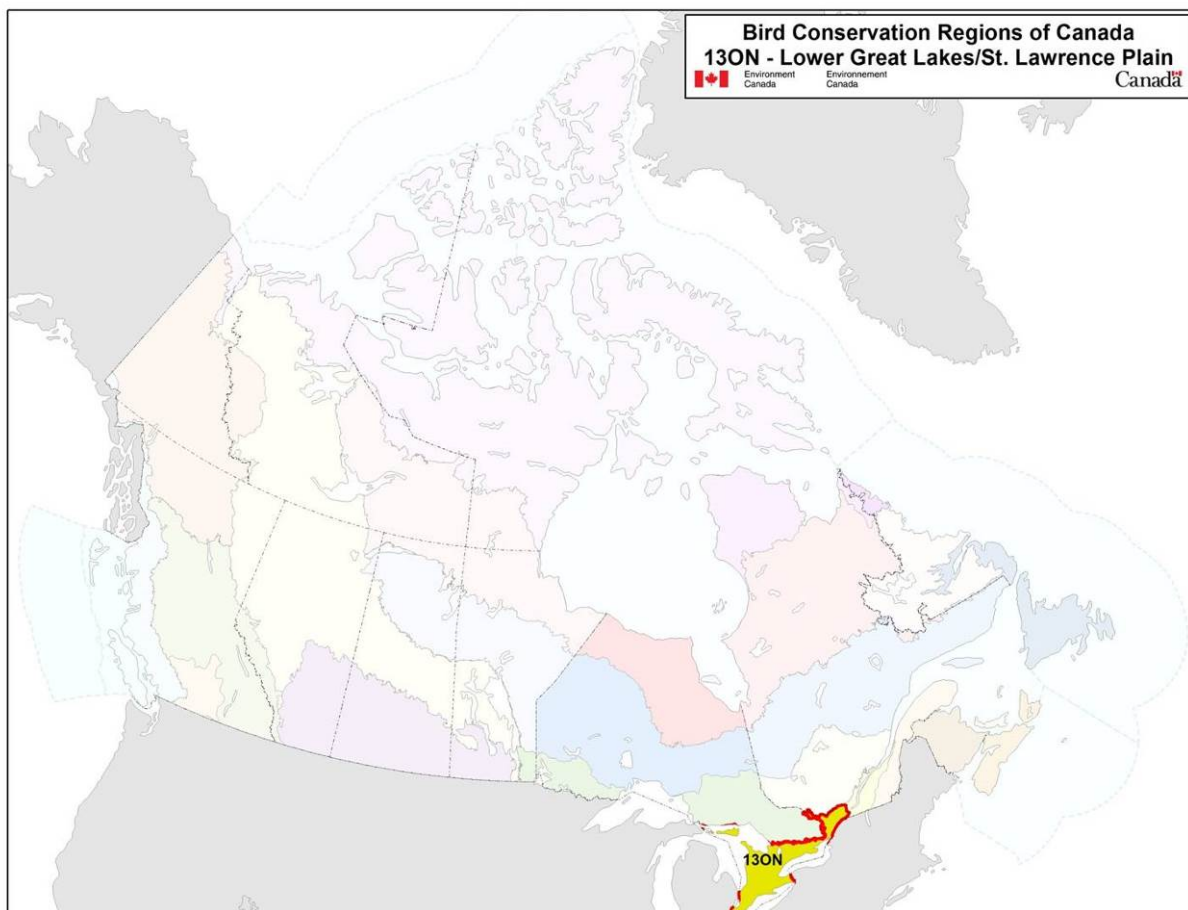 Bird Conservation Regions of Canada
13ON - Lower Great Lakes/St. Lawrence Plain
Environment Canada
Environnement Canada
Canada
13ON